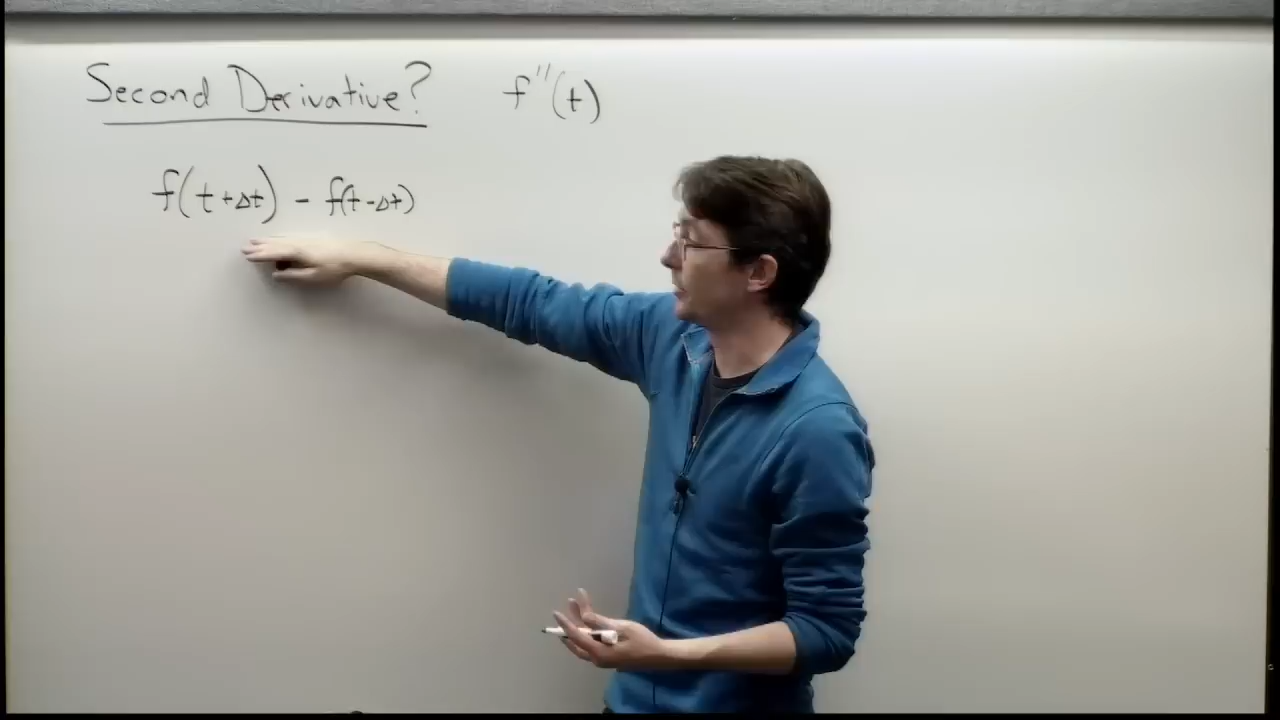 Second Derivative? f''(t)
f(t+Δt) - f(t-Δt)